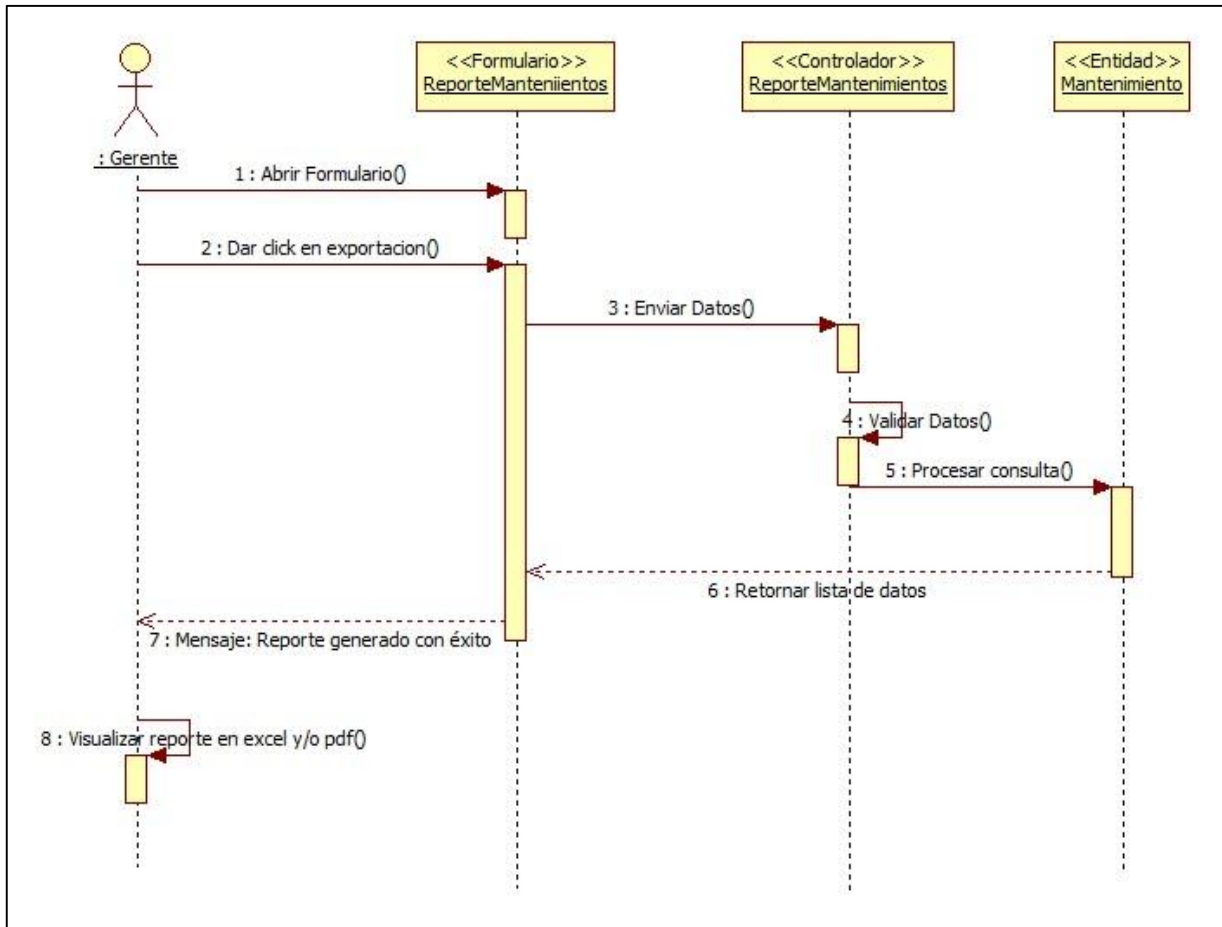 <<Formulario>>
ReporteManteniientos
<<Controlador>>
ReporteMantenimientos
<<Entidad>>
Mantenimiento
: Gerente
1 : Abrir Formulario()
2 : Dar click en exportacion()
3 : Enviar Datos()
4 : Validar Datos()
5 : Procesar consulta()
6 : Retornar lista de datos
7 : Mensaje: Reporte generado con éxito
8 : Visualizar reporte en excel y/o pdf()